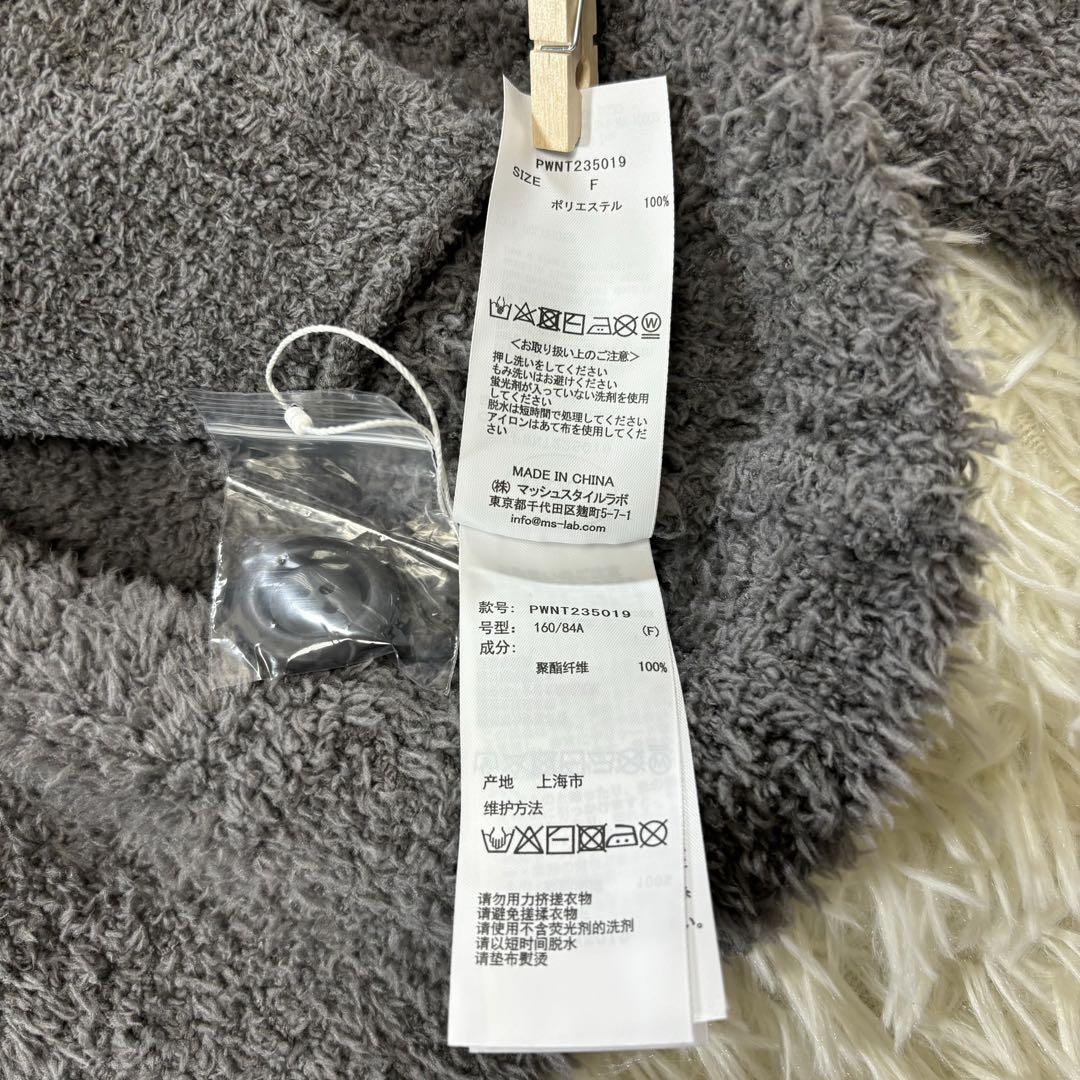 PWNT235019
SIZE F
ポリエステル 100%
W
<お取り扱い上のご注意>
押し洗いをしてください
もみ洗いはお避けください
蛍光剤が入っていない洗剤を使用
してください
脱水は短時間で処理してください
アイロンはあて布を使用してくだ
さい
MADE IN CHINA
(株) マッシュスタイルラボ
東京都千代田区麹町5-7-1
info@ms-lab.com
款号: PWNT235019
号型: 160/84A (F)
成分:
聚酯纤维 100%
产地 上海市
维护方法
请勿用力挤搓衣物
请避免搓揉衣物
请使用不含荧光剂的洗剂
请以短时间脱水
请垫布熨烫